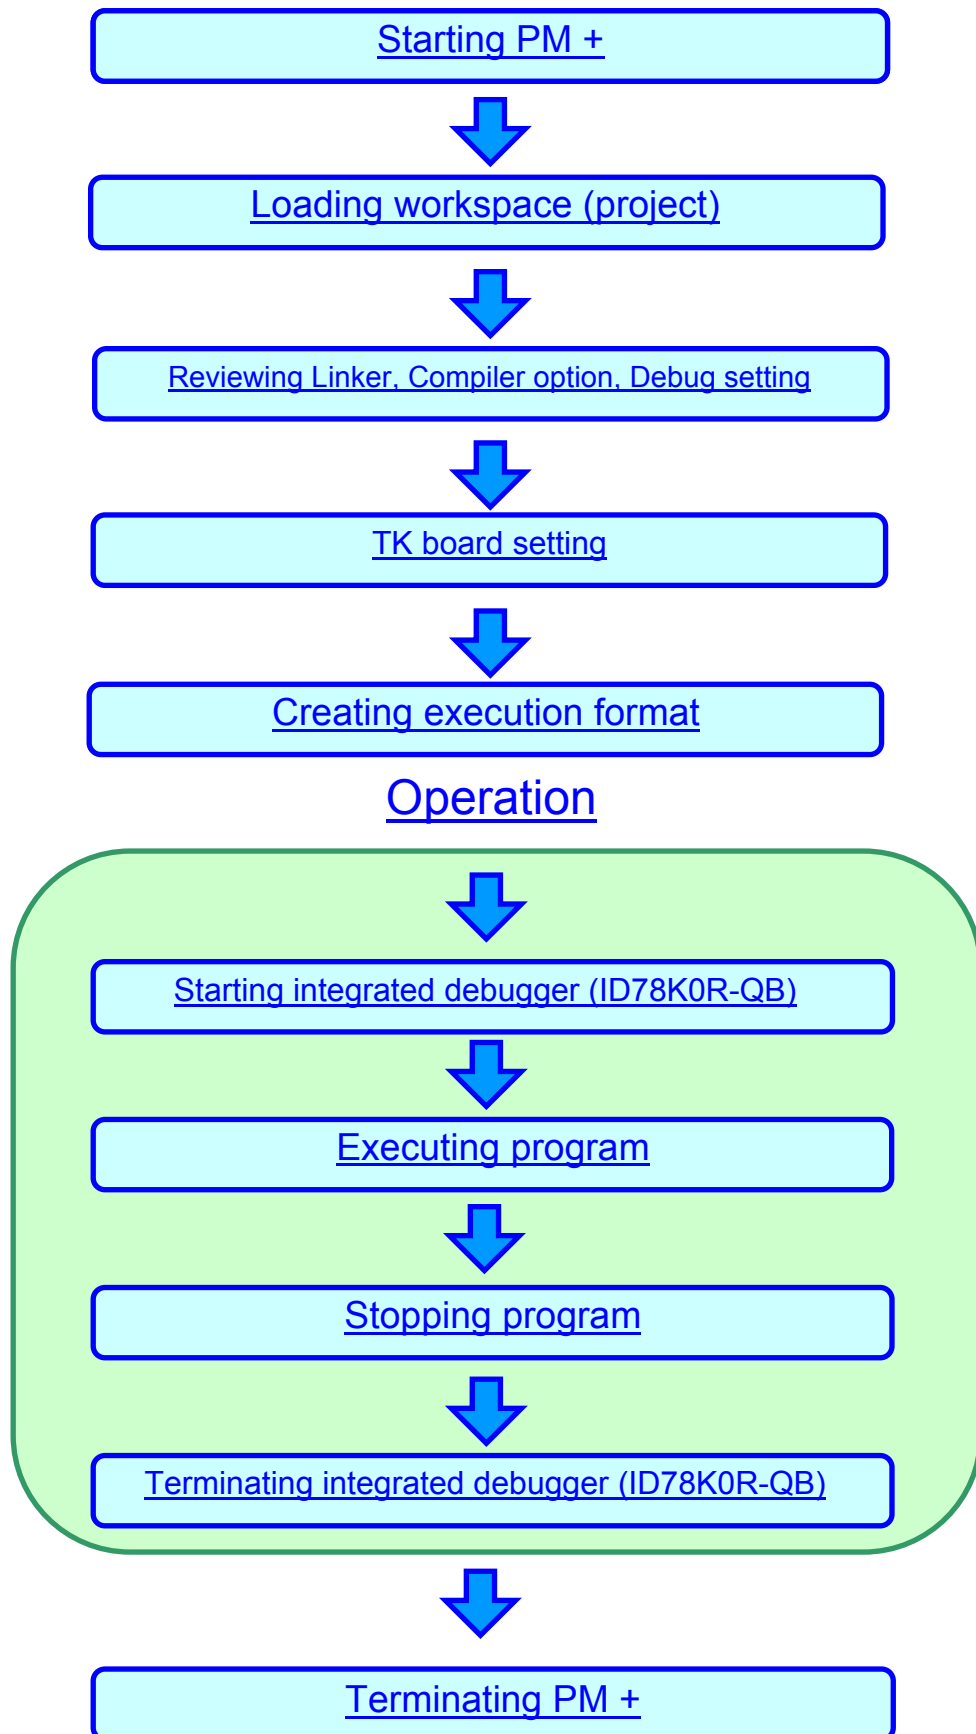 Starting PM +
Loading workspace (project)
Reviewing Linker, Compiler option, Debug setting
TK board setting
Creating execution format
Operation
Starting integrated debugger (ID78K0R-QB)
Executing program
Stopping program
Terminating integrated debugger (ID78K0R-QB)
Terminating PM +